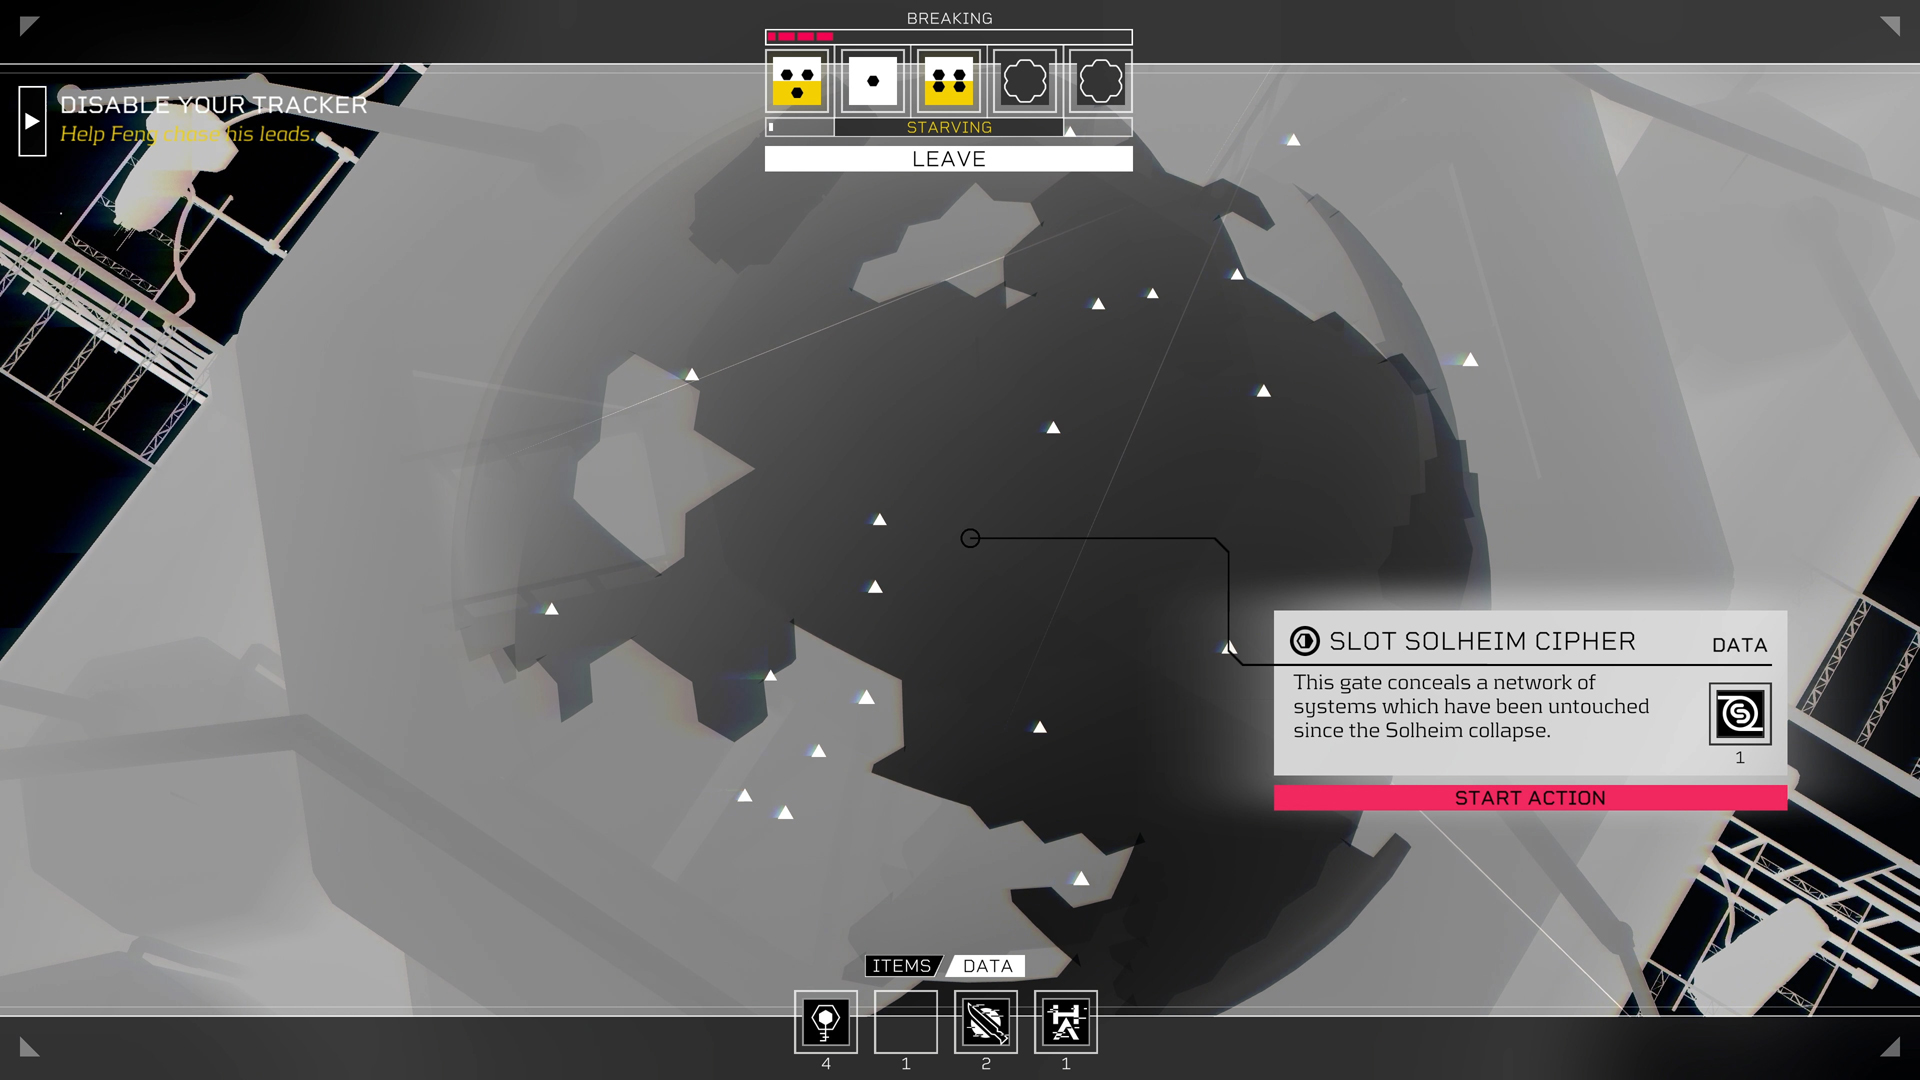 BREAKING
DISABLE YOUR TRACKER
Help Feng chase his leads.
STARVING
LEAVE
SLOT SOLHEIM CIPHER
DATA
This gate conceals a network of
systems which have been untouched
since the Solheim collapse.
1
START ACTION
ITEMS
DATA
4
1
2
1